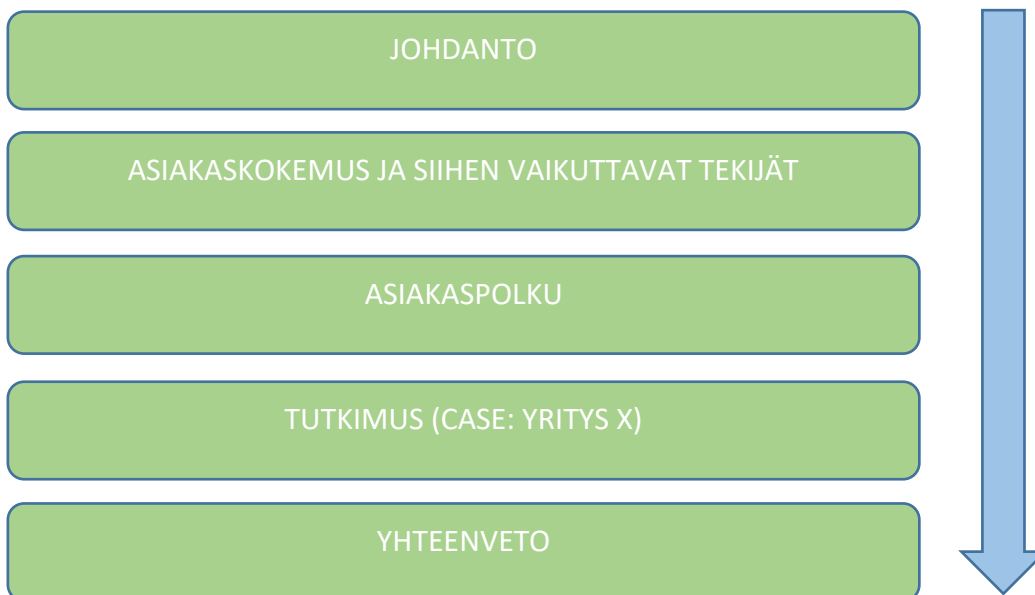 JOHDANTO
ASIAKASKOKEMUS JA SIIHEN VAIKUTTAVAT TEKIJÄT
ASIAKASPOLKU
TUTKIMUS (CASE: YRITYS X)
YHTEENVETO